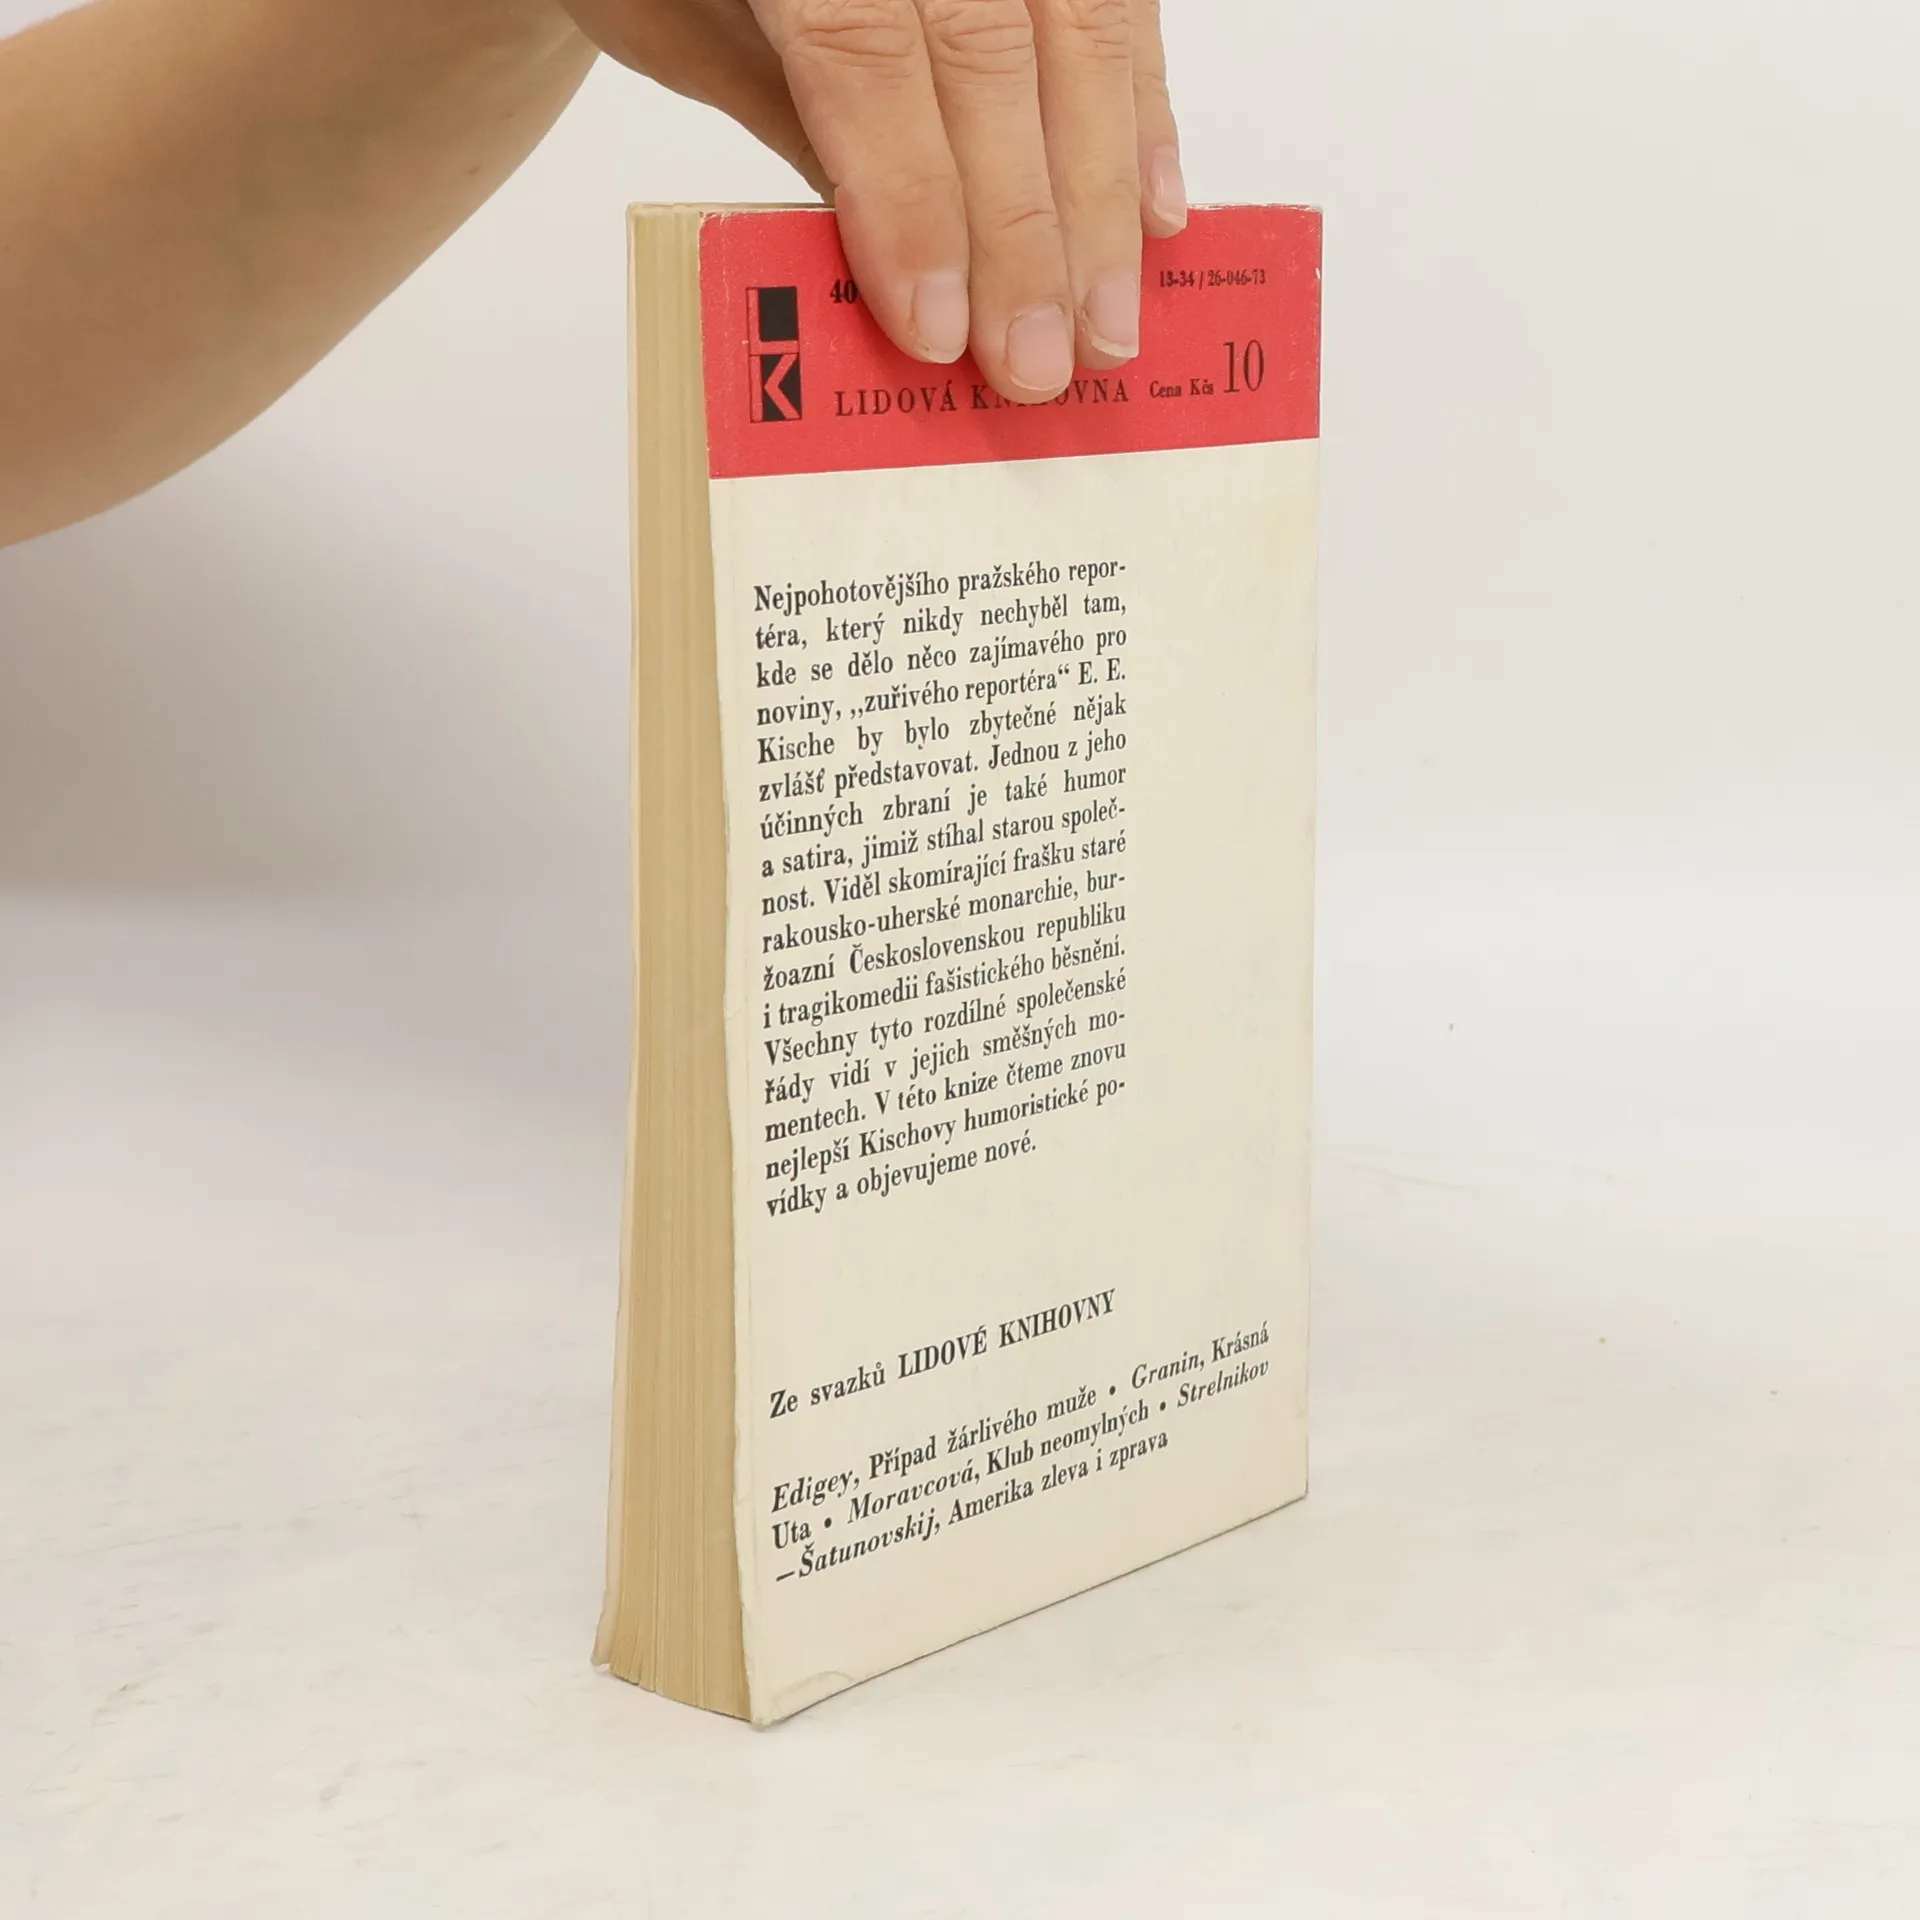 LK
40
13-34 / 26-046-73
LIDOVÁ Cena Kčs 10
Nejpohotovějšího pražského repor-
téra, který nikdy nechyběl tam,
kde se dělo něco zajímavého pro
noviny, „zuřivého reportéra“ E. E.
Kische by bylo zbytečné nějak
zvlášť představovat. Jednou z jeho
účinných zbraní je také humor
a satira, jimiž stíhal starou společ-
nost. Viděl skomírající frašku staré
rakousko-uherské monarchie, bur-
žoazní Československou republiku
i tragikomedii fašistického běsnění.
Všechny tyto rozdílné společenské
řády vidí v jejich směšných mo-
mentech. V této knize čteme znovu
nejlepší Kischovy humoristické po-
vídky a objevujeme nové.
Ze svazků LIDOVÉ KNIHOVNY
Edigey, Případ žárlivého muže • Granin, Krásná
Uta • Moravcová, Klub neomylných • Strelnikov
—Šatunovskij, Amerika zleva i zprava